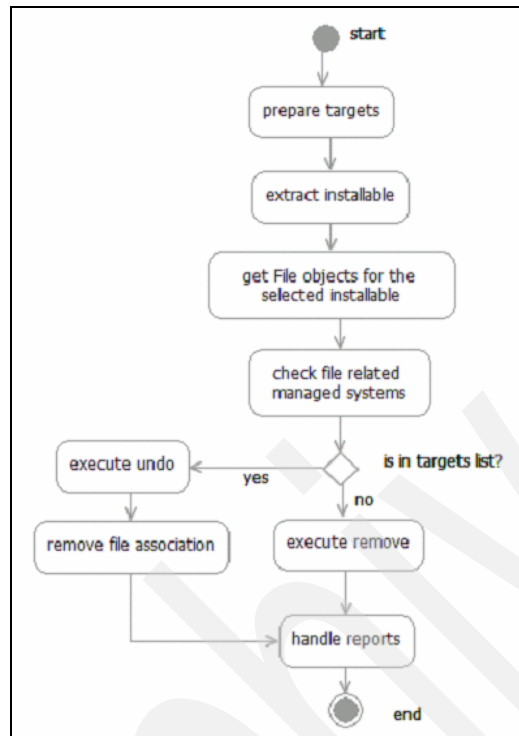 start
prepare targets
extract installable
get File objects for the
selected installable
check file related
managed systems
is in targets list?
yes
no
execute undo
remove file association
execute remove
handle reports
end